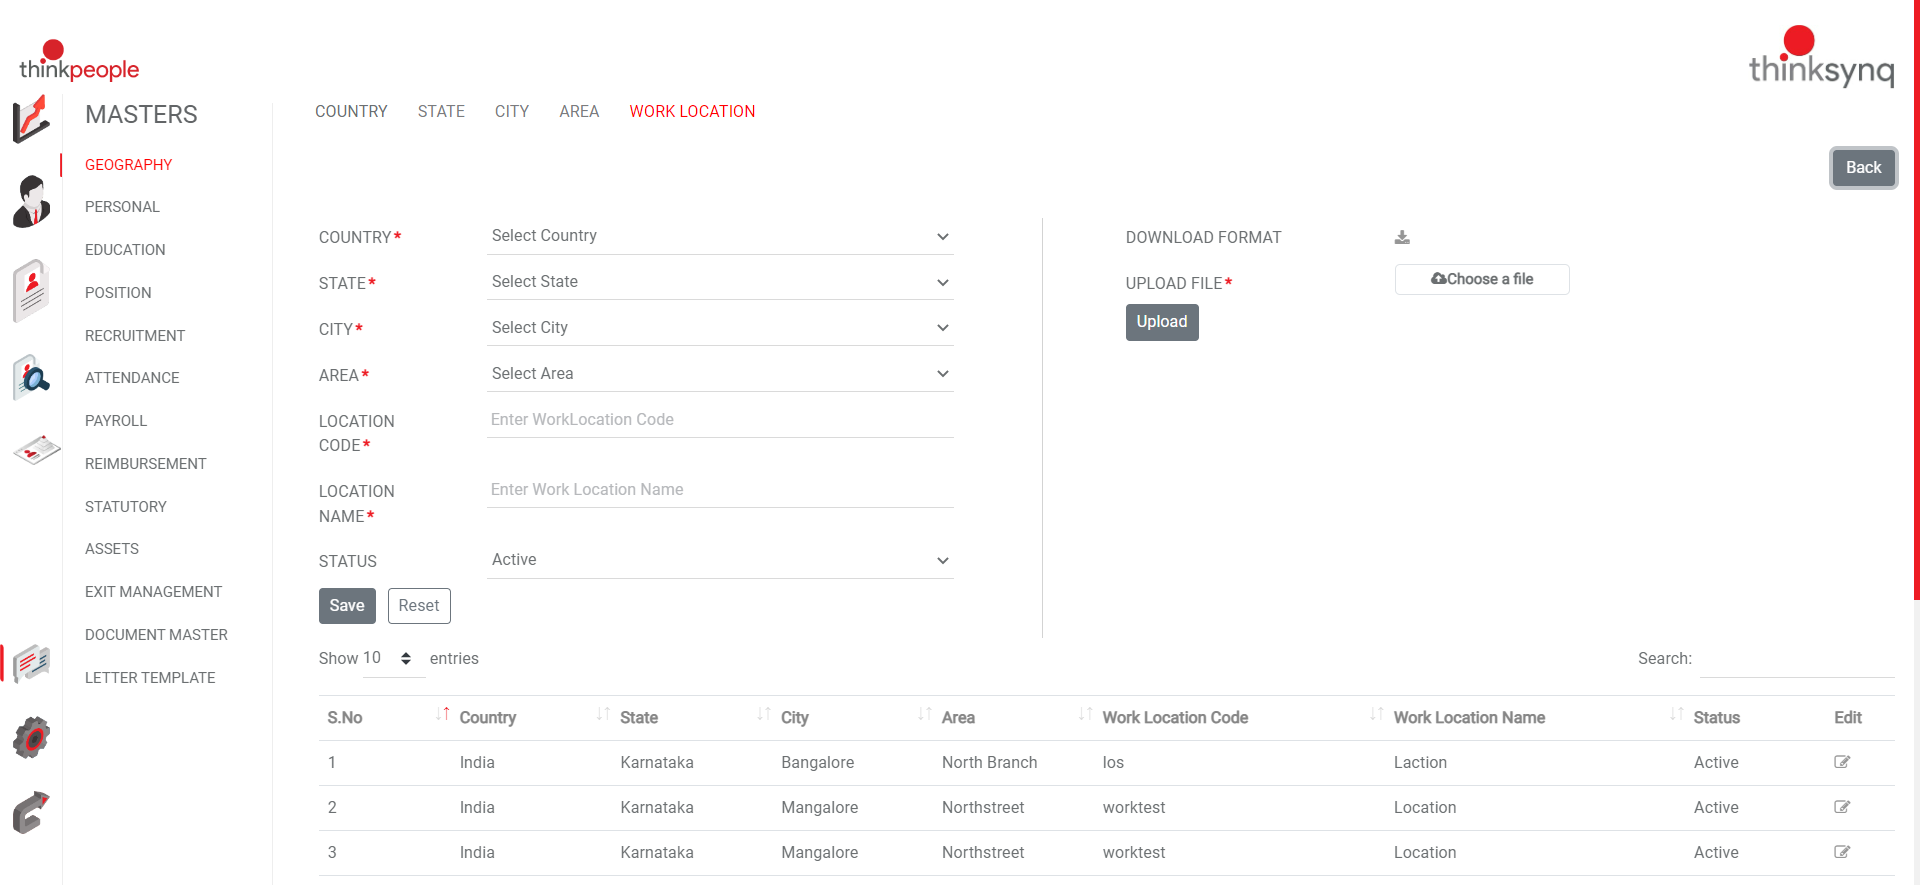 thinkpeople
thinksynq
MASTERS
COUNTRY STATE CITY AREA WORK LOCATION
GEOGRAPHY
PERSONAL
EDUCATION
POSITION
RECRUITMENT
ATTENDANCE
PAYROLL
REIMBURSEMENT
STATUTORY
ASSETS
EXIT MANAGEMENT
DOCUMENT MASTER
LETTER TEMPLATE
Back
COUNTRY* Select Country
STATE* Select State
CITY* Select City
AREA* Select Area
LOCATION
CODE*
Enter WorkLocation Code
LOCATION
NAME*
Enter Work Location Name
STATUS Active
Save Reset
DOWNLOAD FORMAT
UPLOAD FILE* Choose a file
Upload
Show 10 entries Search:
S.No Country State City Area Work Location Code Work Location Name Status Edit
1 India Karnataka Bangalore North Branch los Laction Active
2 India Karnataka Mangalore Northstreet worktest Location Active
3 India Karnataka Mangalore Northstreet worktest Location Active